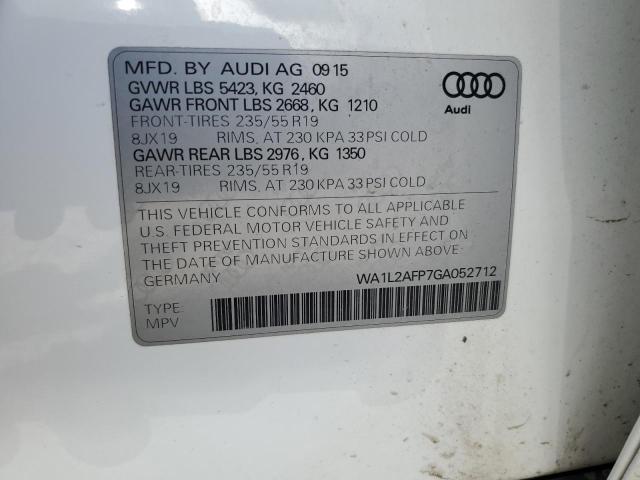 MFD. BY AUDI AG 09 15
GVWR LBS 5423, KG 2460
GAWR FRONT LBS 2668, KG 1210
FRONT-TIRES 235/55 R19
8JX19 RIMS, AT 230 KPA 33 PSI COLD
GAWR REAR LBS 2976, KG 1350
REAR-TIRES 235/55 R19
8JX19 RIMS, AT 230 KPA 33 PSI COLD
Audi
THIS VEHICLE CONFORMS TO ALL APPLICABLE
U.S. FEDERAL MOTOR VEHICLE SAFETY AND
THEFT PREVENTION STANDARDS IN EFFECT ON
THE DATE OF MANUFACTURE SHOWN ABOVE:
GERMANY WA1L2AFP7GA052712
TYPE:
MPV